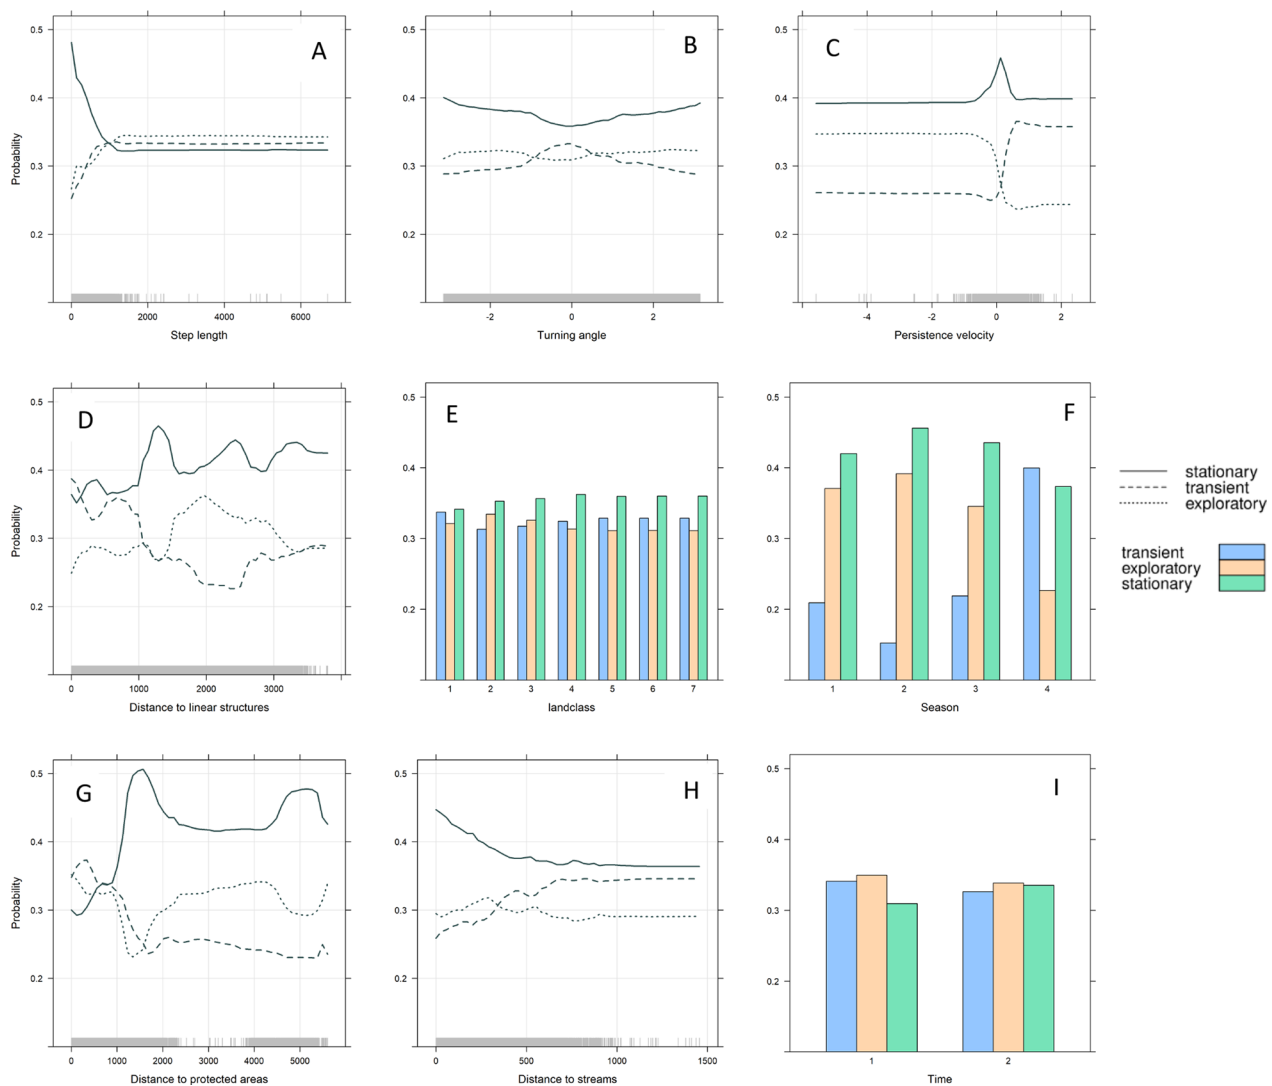 A
0.5
0.4
0.3
0.2
Probability
0 2000 4000 6000
Step length
B
0.5
0.4
0.3
0.2
-2 0 2
Turning angle
C
0.5
0.4
0.3
0.2
-4 -2 0 2
Persistence velocity
D
0.5
0.4
0.3
0.2
Probability
0 1000 2000 3000
Distance to linear structures
E
0.5
0.4
0.3
0.2
1 2 3 4 5 6 7
landclass
F
0.5
0.4
0.3
0.2
1 2 3 4
Season
stationary
transient
exploratory
transient
exploratory
stationary
G
0.5
0.4
0.3
0.2
Probability
0 1000 2000 3000 4000 5000
Distance to protected areas
H
0.5
0.4
0.3
0.2
0 500 1000 1500
Distance to streams
I
0.5
0.4
0.3
0.2
1 2
Time